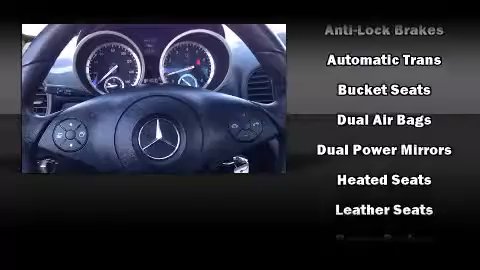 Anti-Lock Brakes
Automatic Trans
Bucket Seats
Dual Air Bags
Dual Power Mirrors
Heated Seats
Leather Seats